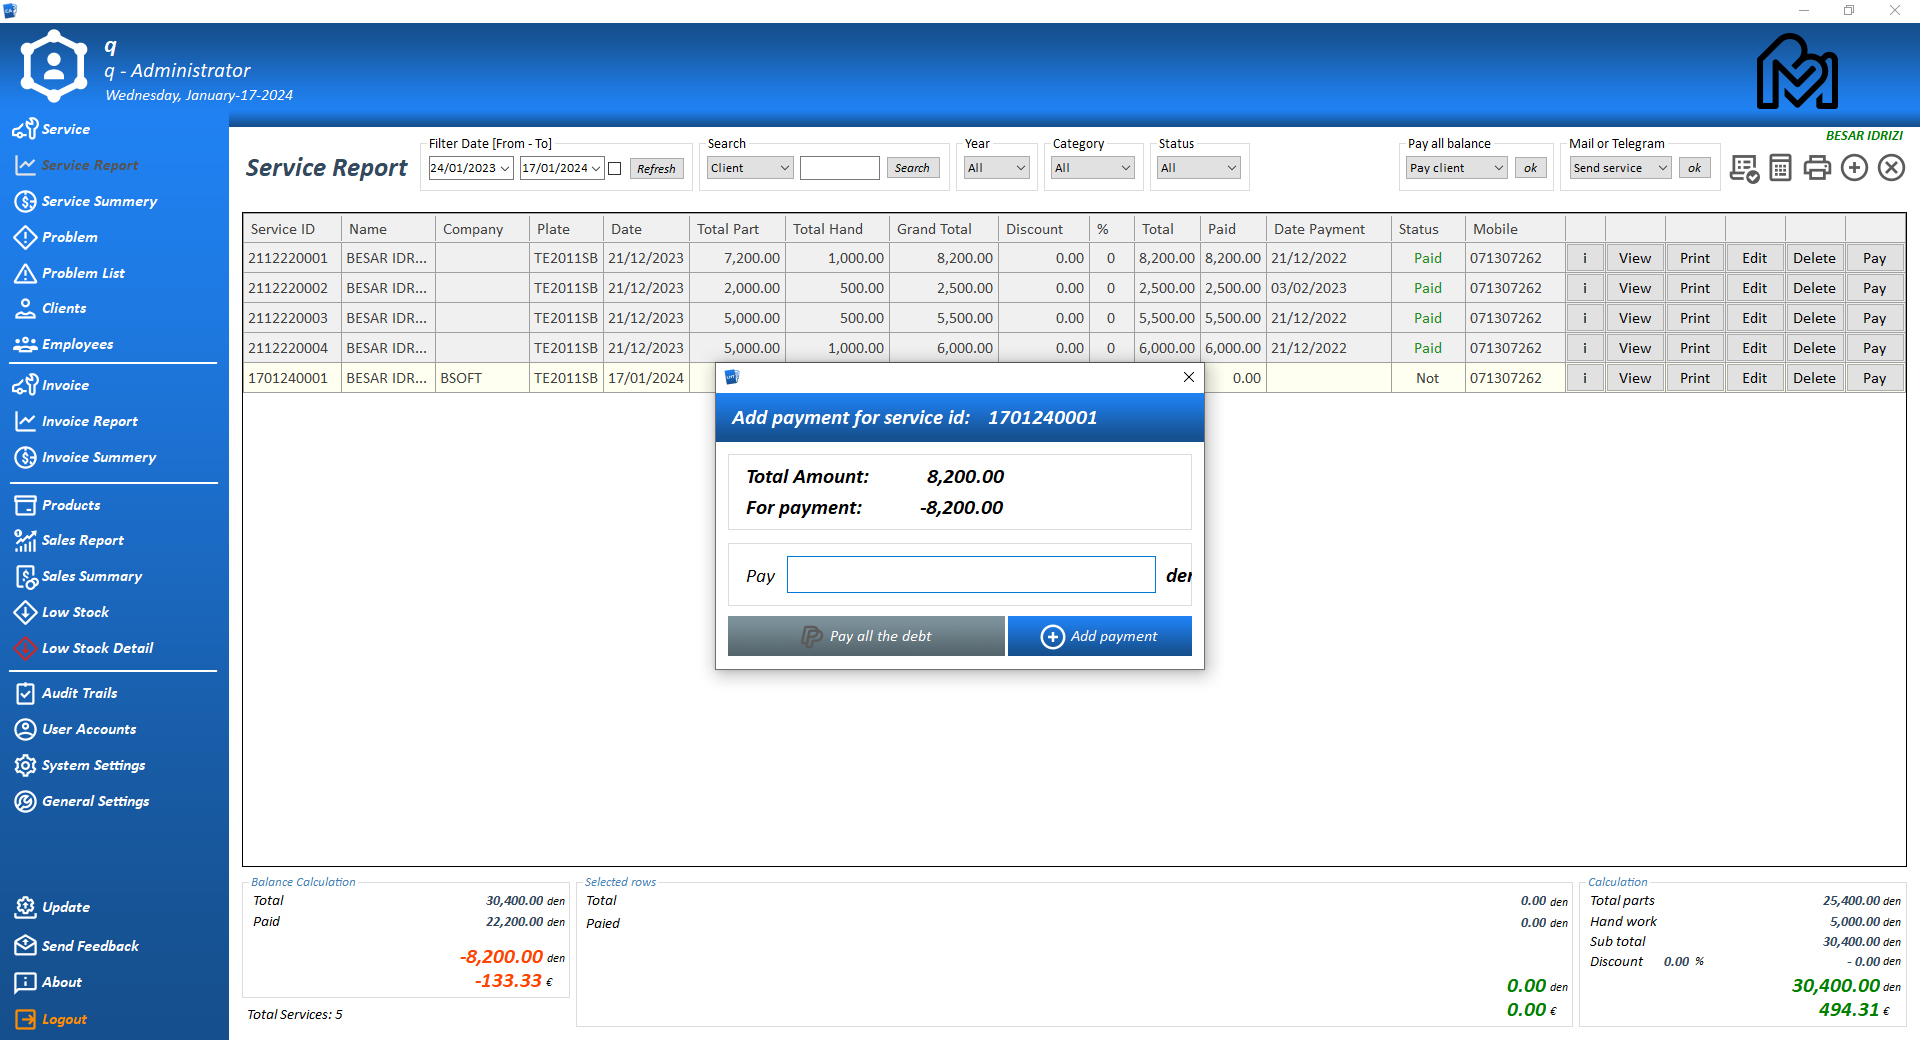 q
q - Administrator
Wednesday, January-17-2024
Service
Service Report
Service Summery
Problem
Problem List
Clients
Employees
Invoice
Invoice Report
Invoice Summery
Products
Sales Report
Sales Summary
Low Stock
Low Stock Detail
Audit Trails
User Accounts
System Settings
General Settings
Update
Send Feedback
About
Logout
BESAR IDRIZI
Service Report
Filter Date [From - To]
24/01/2023 17/01/2024 Refresh
Search
Client Search
Year
All
Category
All
Status
All
Pay all balance
Pay client ok
Mail or Telegram
Send service ok
Service ID Name Company Plate Date Total Part Total Hand Grand Total Discount % Total Paid Date Payment Status Mobile
2112220001 BESAR IDR... TE2011SB 21/12/2023 7,200.00 1,000.00 8,200.00 0.00 0 8,200.00 8,200.00 21/12/2022 Paid 071307262 i View Print Edit Delete Pay
2112220002 BESAR IDR... TE2011SB 21/12/2023 2,000.00 500.00 2,500.00 0.00 0 2,500.00 2,500.00 03/02/2023 Paid 071307262 i View Print Edit Delete Pay
2112220003 BESAR IDR... TE2011SB 21/12/2023 5,000.00 500.00 5,500.00 0.00 0 5,500.00 5,500.00 21/12/2022 Paid 071307262 i View Print Edit Delete Pay
2112220004 BESAR IDR... TE2011SB 21/12/2023 5,000.00 1,000.00 6,000.00 0.00 0 6,000.00 6,000.00 21/12/2022 Paid 071307262 i View Print Edit Delete Pay
1701240001 BESAR IDR... BSOFT TE2011SB 17/01/2024 0.00 Not 071307262 i View Print Edit Delete Pay
Add payment for service id: 1701240001
Total Amount: 8,200.00
For payment: -8,200.00
Pay den
Pay all the debt Add payment
Balance Calculation
Total 30,400.00 den
Paid 22,200.00 den
-8,200.00 den
-133.33 €
Total Services: 5
Selected rows
Total 0.00 den
Paied 0.00 den
0.00 den
0.00 €
Calculation
Total parts 25,400.00 den
Hand work 5,000.00 den
Sub total 30,400.00 den
Discount 0.00 % - 0.00 den
30,400.00 den
494.31 €